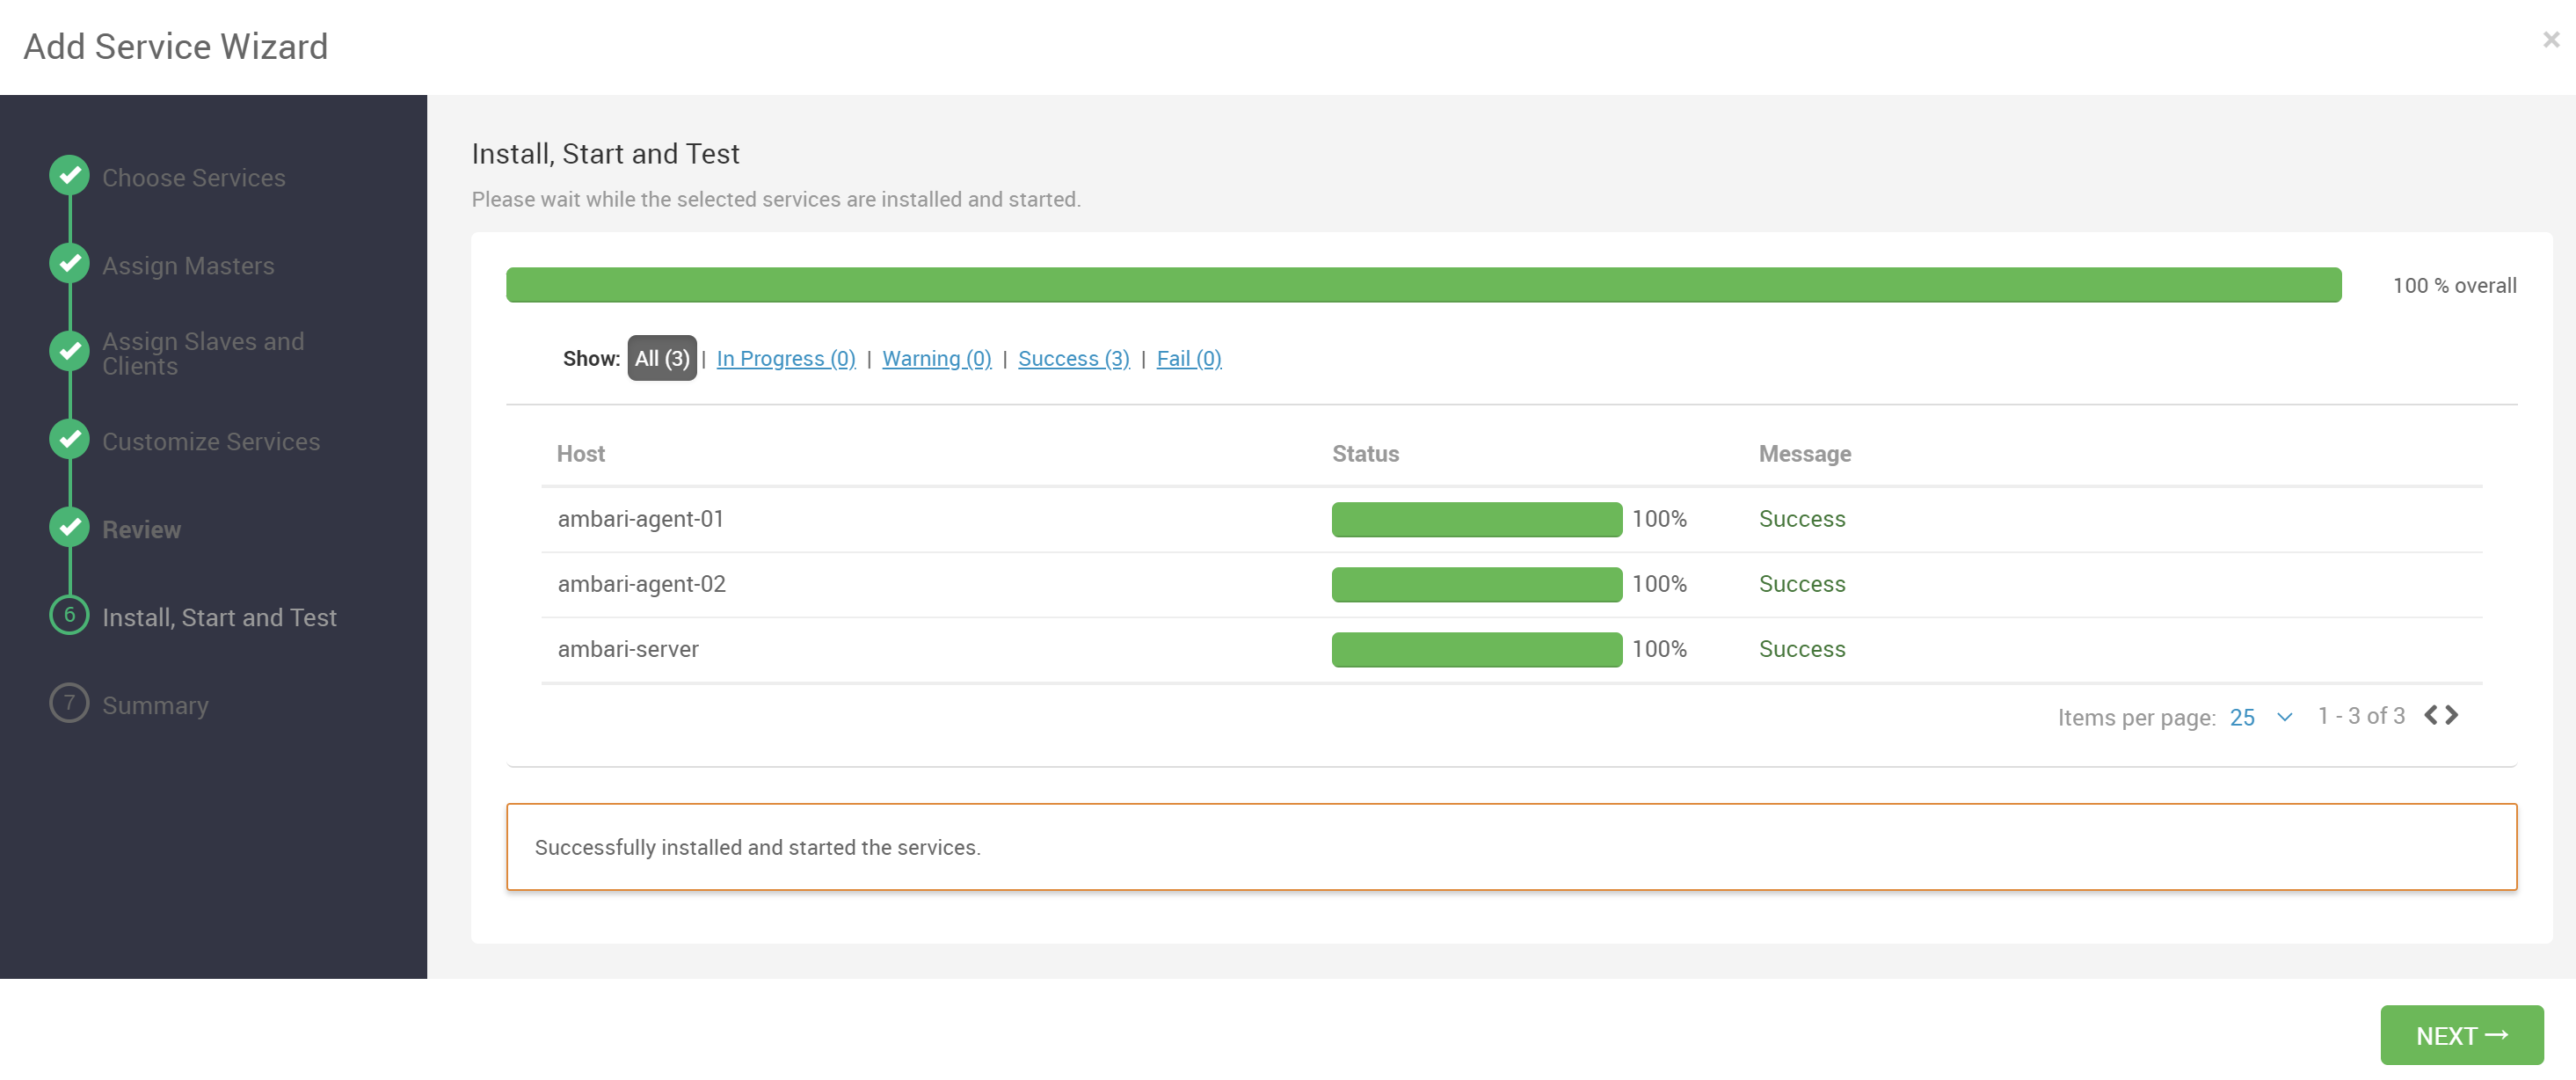 Add Service Wizard
×
Choose Services
Assign Masters
Assign Slaves and
Clients
Customize Services
Review
6 Install, Start and Test
7 Summary
Install, Start and Test
Please wait while the selected services are installed and started.
100 % overall
Show: All (3) | In Progress (0) | Warning (0) | Success (3) | Fail (0)
Host Status Message
ambari-agent-01 100% Success
ambari-agent-02 100% Success
ambari-server 100% Success
Items per page: 25 1 - 3 of 3
Successfully installed and started the services.
NEXT →